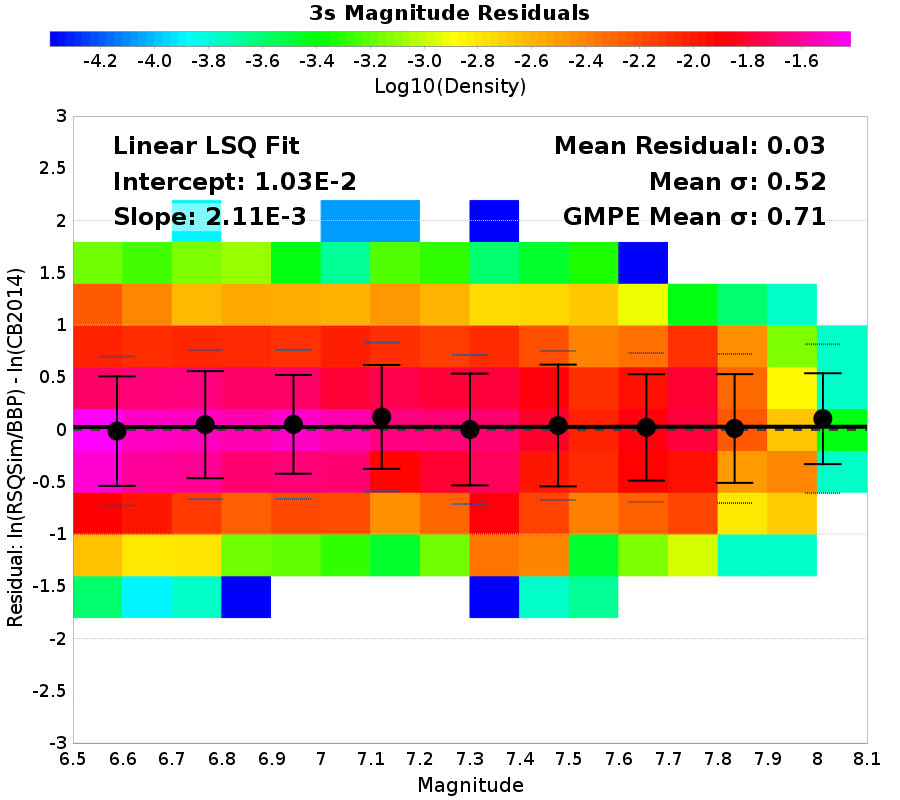 3s Magnitude Residuals
-4.2 -4.0 -3.8 -3.6 -3.4 -3.2 -3.0 -2.8 -2.6 -2.4 -2.2 -2.0 -1.8 -1.6
Log10(Density)
Linear LSQ Fit
Intercept: 1.03E-2
Slope: 2.11E-3
Mean Residual: 0.03
Mean σ: 0.52
GMPE Mean σ: 0.71
Residual: ln(RSQSim/BBP) - ln(CB2014)
3
2.5
2
1.5
1
0.5
0
-0.5
-1
-1.5
-2
-2.5
-3
6.5 6.6 6.7 6.8 6.9 7 7.1 7.2 7.3 7.4 7.5 7.6 7.7 7.8 7.9 8 8.1
Magnitude